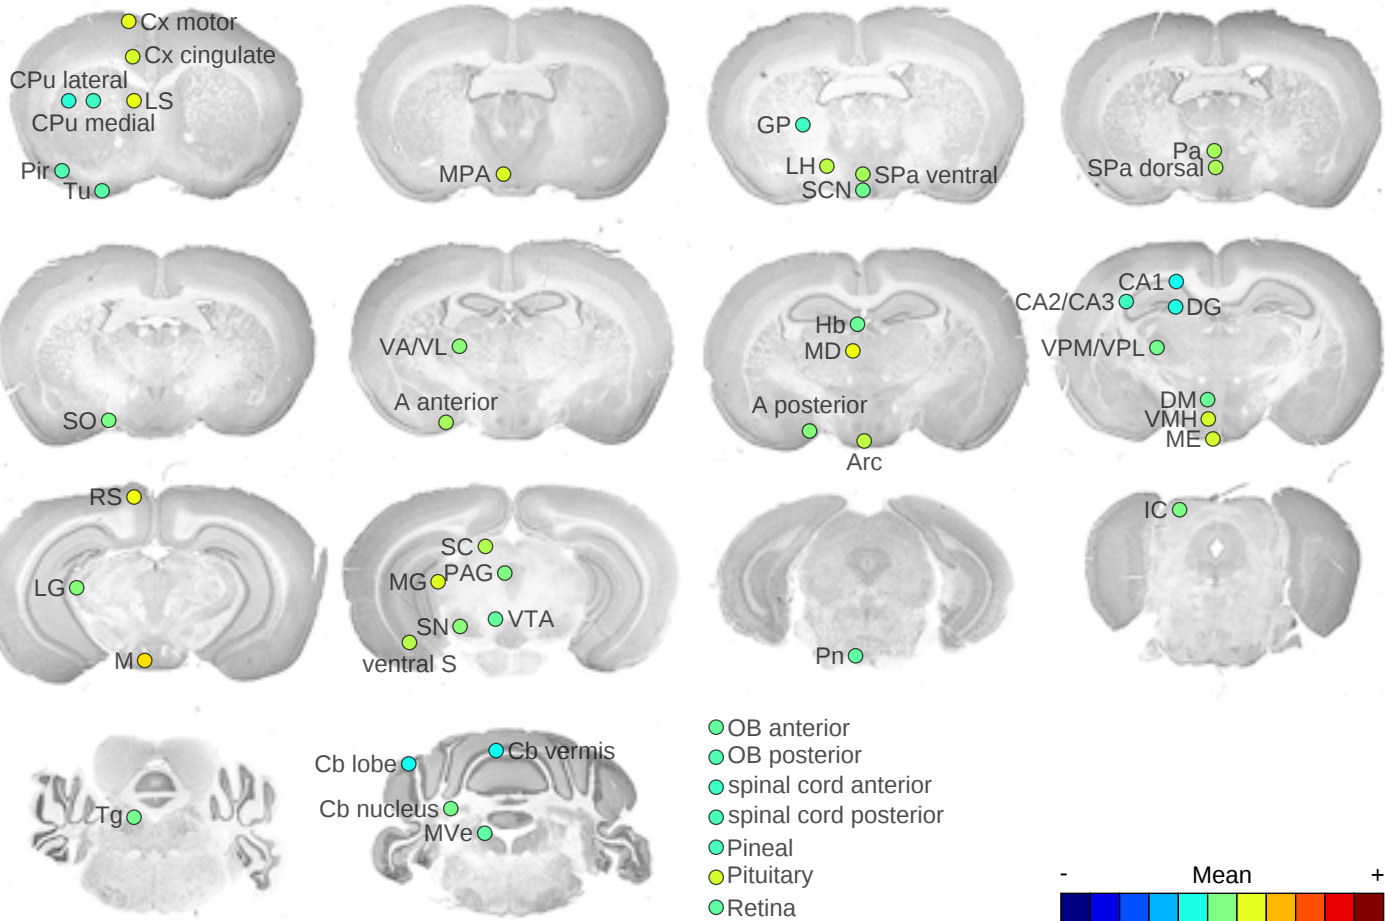 Cx motor
Cx cingulate
CPu lateral
LS
CPu medial
Pir
Tu
MPA
GP
LH
SPa ventral
SCN
Pa
SPa dorsal
SO
VA/VL
A anterior
Hb
MD
A posterior
Arc
CA1
CA2/CA3
DG
VPM/VPL
DM
VMH
ME
RS
LG
M
SC
MG
PAG
SN
VTA
ventral S
Pn
IC
Tg
Cb lobe
Cb vermis
Cb nucleus
MVe
OB anterior
OB posterior
spinal cord anterior
spinal cord posterior
Pineal
Pituitary
Retina
- Mean +